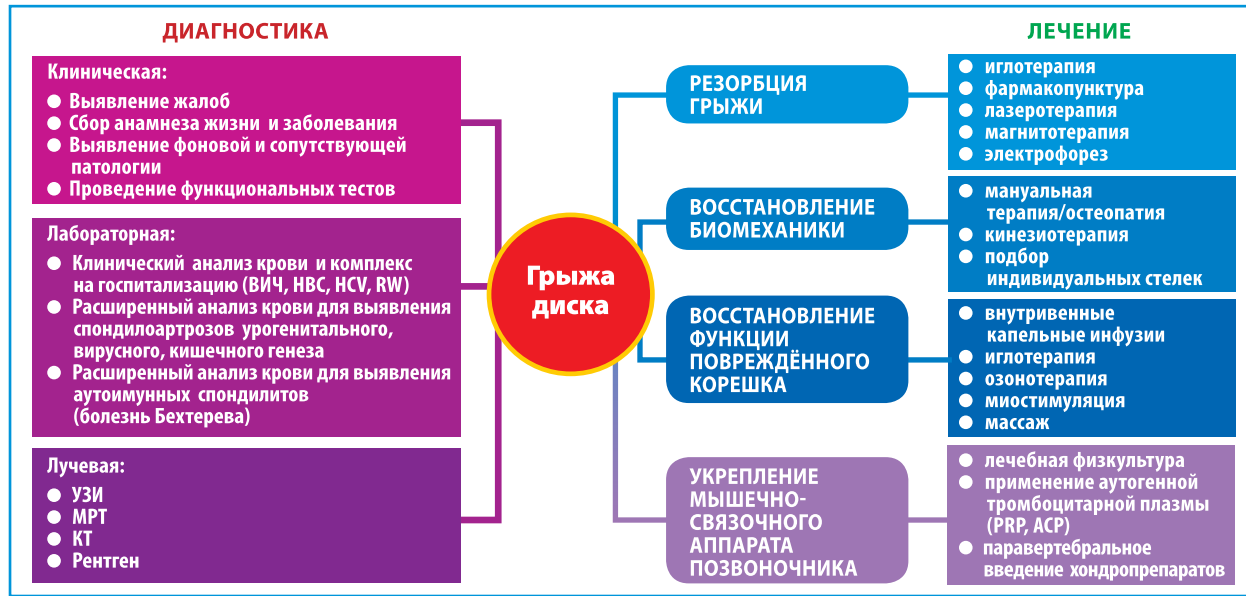 ДИАГНОСТИКА
Клиническая:
Выявление жалоб
Сбор анамнеза жизни и заболевания
Выявление фоновой и сопутствующей
патологии
Проведение функциональных тестов
Лабораторная:
Клинический анализ крови и комплекс
на госпитализацию (ВИЧ, НВС, HCV, RW)
Расширенный анализ крови для выявления
спондилоартрозов урогенитального,
вирусного, кишечного генеза
Расширенный анализ крови для выявления
аутоимунных спондилитов
(болезнь Бехтерева)
Лучевая:
УЗИ
МРТ
КТ
Рентген
Грыжа
диска
ЛЕЧЕНИЕ
РЕЗОРБЦИЯ
ГРЫЖИ
иглотерапия
фармакопунктура
лазеротерапия
магнитотерапия
электрофорез
ВОССТАНОВЛЕНИЕ
БИОМЕХАНИКИ
мануальная
терапия/остеопатия
кинезиотерапия
подбор
индивидуальных стелек
ВОССТАНОВЛЕНИЕ
ФУНКЦИИ
ПОВРЕЖДЁННОГО
КОРЕШКА
внутривенные
капельные инфузии
иглотерапия
озонотерапия
миостимуляция
массаж
УКРЕПЛЕНИЕ
МЫШЕЧНО-
СВЯЗОЧНОГО
АППАРАТА
ПОЗВОНОЧНИКА
лечебная физкультура
применение аутогенной
тромбоцитарной плазмы
(PRP, ACP)
паравертебральное
введение хондропрепаратов